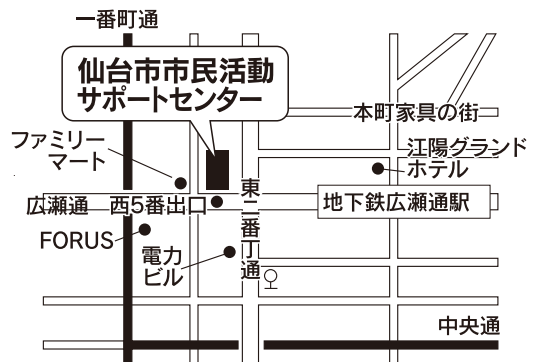 一番町通
仙台市市民活動
サポートセンター
本町家具の街
ファミリー
マート
江陽グランド
ホテル
東二番丁通
広瀬通
西5番出口
地下鉄広瀬通駅
FORUS
電力
ビル
中央通